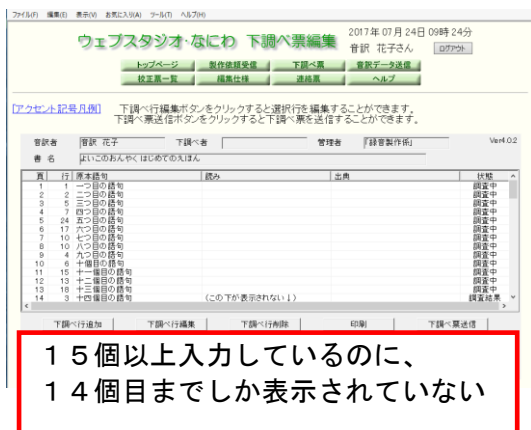 ファイル(F) 編集(E) 表示(V) お気に入り(A) ツール(T) ヘルプ(H)
ウェブスタジオ・なにわ 下調べ票編集
2017年07月24日 09時24分
音訳 花子さん ログアウト
トップページ 製作依頼受信 下調べ票 音訳データ送信
校正票一覧 編集仕様 連絡票 ヘルプ
[アクセント記号凡例] 下調べ行編集ボタンをクリックすると選択行を編集することができます。
下調べ票送信ボタンをクリックすると下調べ票を送信することができます。
音訳者 音訳 花子 下調べ者 管理者 『録音製作係』 Ver4.0.2
書名 よいこのおんやく はじめてのえほん
頁 行 原本語句 読み 出典 状態
1 1 一つ目の語句 調査中
2 2 二つ目の語句 調査中
3 5 三つ目の語句 調査中
4 7 四つ目の語句 調査中
5 24 五つ目の語句 調査中
6 17 六つ目の語句 調査中
7 10 七つ目の語句 調査中
8 10 八つ目の語句 調査中
9 4 九つ目の語句 調査中
10 6 十個目の語句 調査中
11 15 十一個目の語句 調査中
12 13 十二個目の語句 調査中
13 18 十三個目の語句 調査中
14 3 十四個目の語句 (この下が表示されない↓) 調査結果
下調べ行追加 下調べ行編集 下調べ行削除 印刷 下調べ票送信
15個以上入力しているのに、
14個目までしか表示されていない